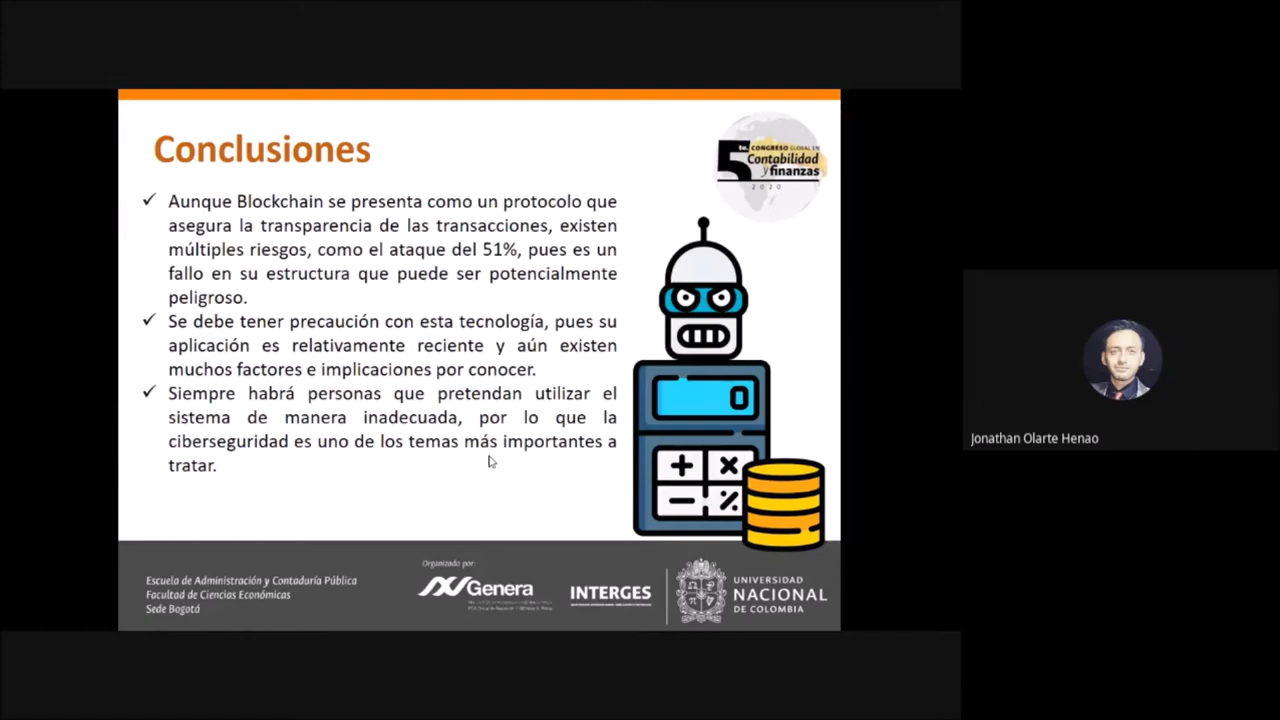 Conclusiones
5to. CONGRESO GLOBAL EN
Contabilidad
y finanzas
2020
✓ Aunque Blockchain se presenta como un protocolo que
asegura la transparencia de las transacciones, existen
múltiples riesgos, como el ataque del 51%, pues es un
fallo en su estructura que puede ser potencialmente
peligroso.
✓ Se debe tener precaución con esta tecnología, pues su
aplicación es relativamente reciente y aún existen
muchos factores e implicaciones por conocer.
✓ Siempre habrá personas que pretendan utilizar el
sistema de manera inadecuada, por lo que la
ciberseguridad es uno de los temas más importantes a
tratar.
0
+ ×
− %
Jonathan Olarte Henao
Escuela de Administración y Contaduría Pública
Facultad de Ciencias Económicas
Sede Bogotá
Organizado por:
Genera
INTERGES
UNIVERSIDAD
NACIONAL
DE COLOMBIA